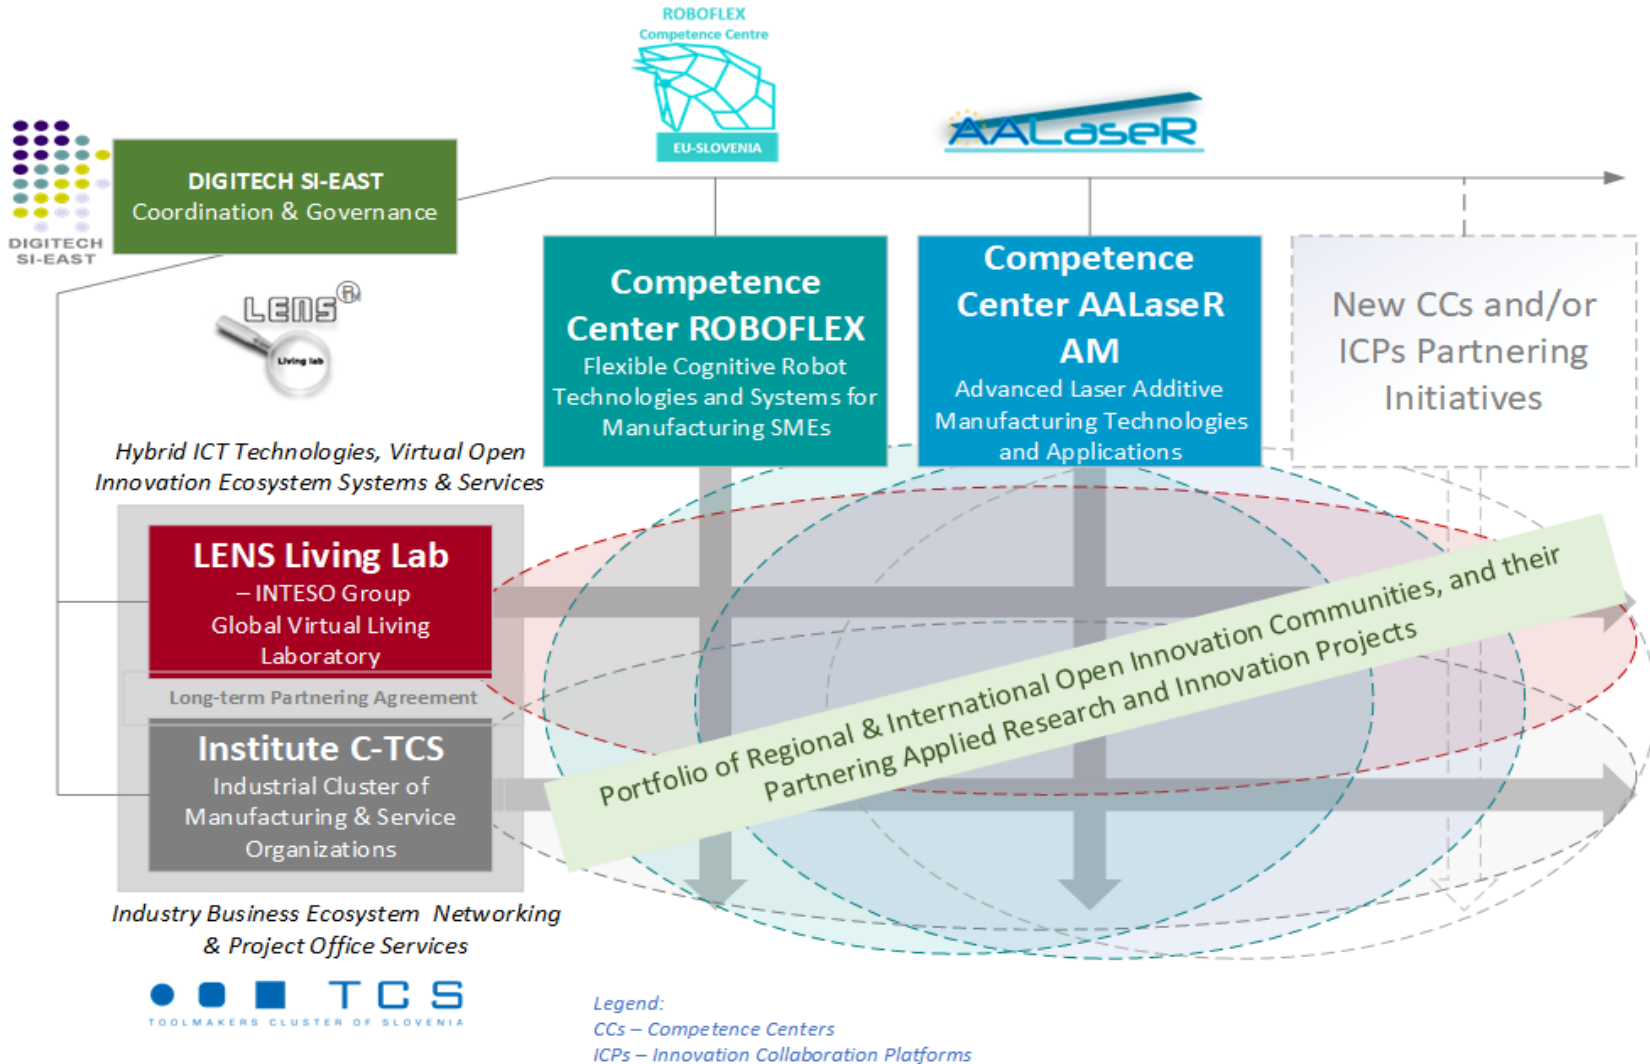 ROBOFLEX
Competence Centre
EU-SLOVENIA
AALaseR
DIGITECH
SI-EAST
DIGITECH SI-EAST
Coordination & Governance
LENS
Living lab
Competence
Center ROBOFLEX
Flexible Cognitive Robot
Technologies and Systems for
Manufacturing SMEs
Competence
Center AALaseR
AM
Advanced Laser Additive
Manufacturing Technologies
and Applications
New CCs and/or
ICPs Partnering
Initiatives
Hybrid ICT Technologies, Virtual Open
Innovation Ecosystem Systems & Services
LENS Living Lab
– INTESO Group
Global Virtual Living
Laboratory
Long-term Partnering Agreement
Institute C-TCS
Industrial Cluster of
Manufacturing & Service
Organizations
Portfolio of Regional & International Open Innovation Communities, and their
Partnering Applied Research and Innovation Projects
Industry Business Ecosystem  Networking
& Project Office Services
TCS
TOOLMAKERS CLUSTER OF SLOVENIA
Legend:
CCs – Competence Centers
ICPs – Innovation Collaboration Platforms